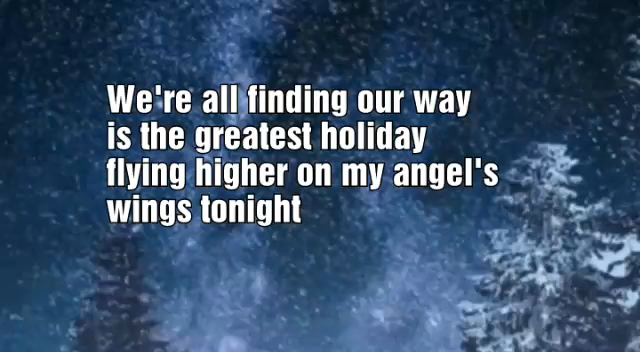 We're all finding our way
is the greatest holiday
flying higher on my angel's
wings tonight